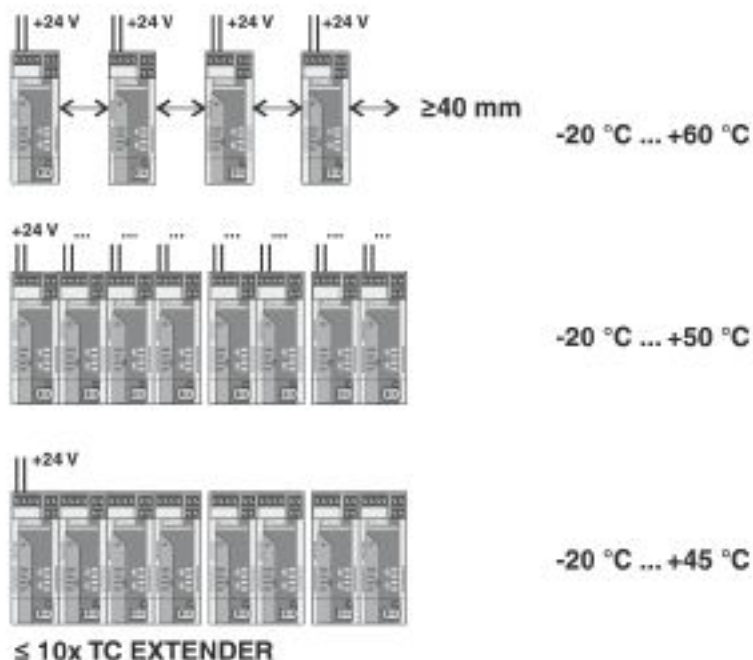 +24 V +24 V +24 V +24 V
≥40 mm
-20 °C ... +60 °C
+24 V ... ... ... ... ... ... ...
-20 °C ... +50 °C
+24 V
-20 °C ... +45 °C
≤ 10x TC EXTENDER